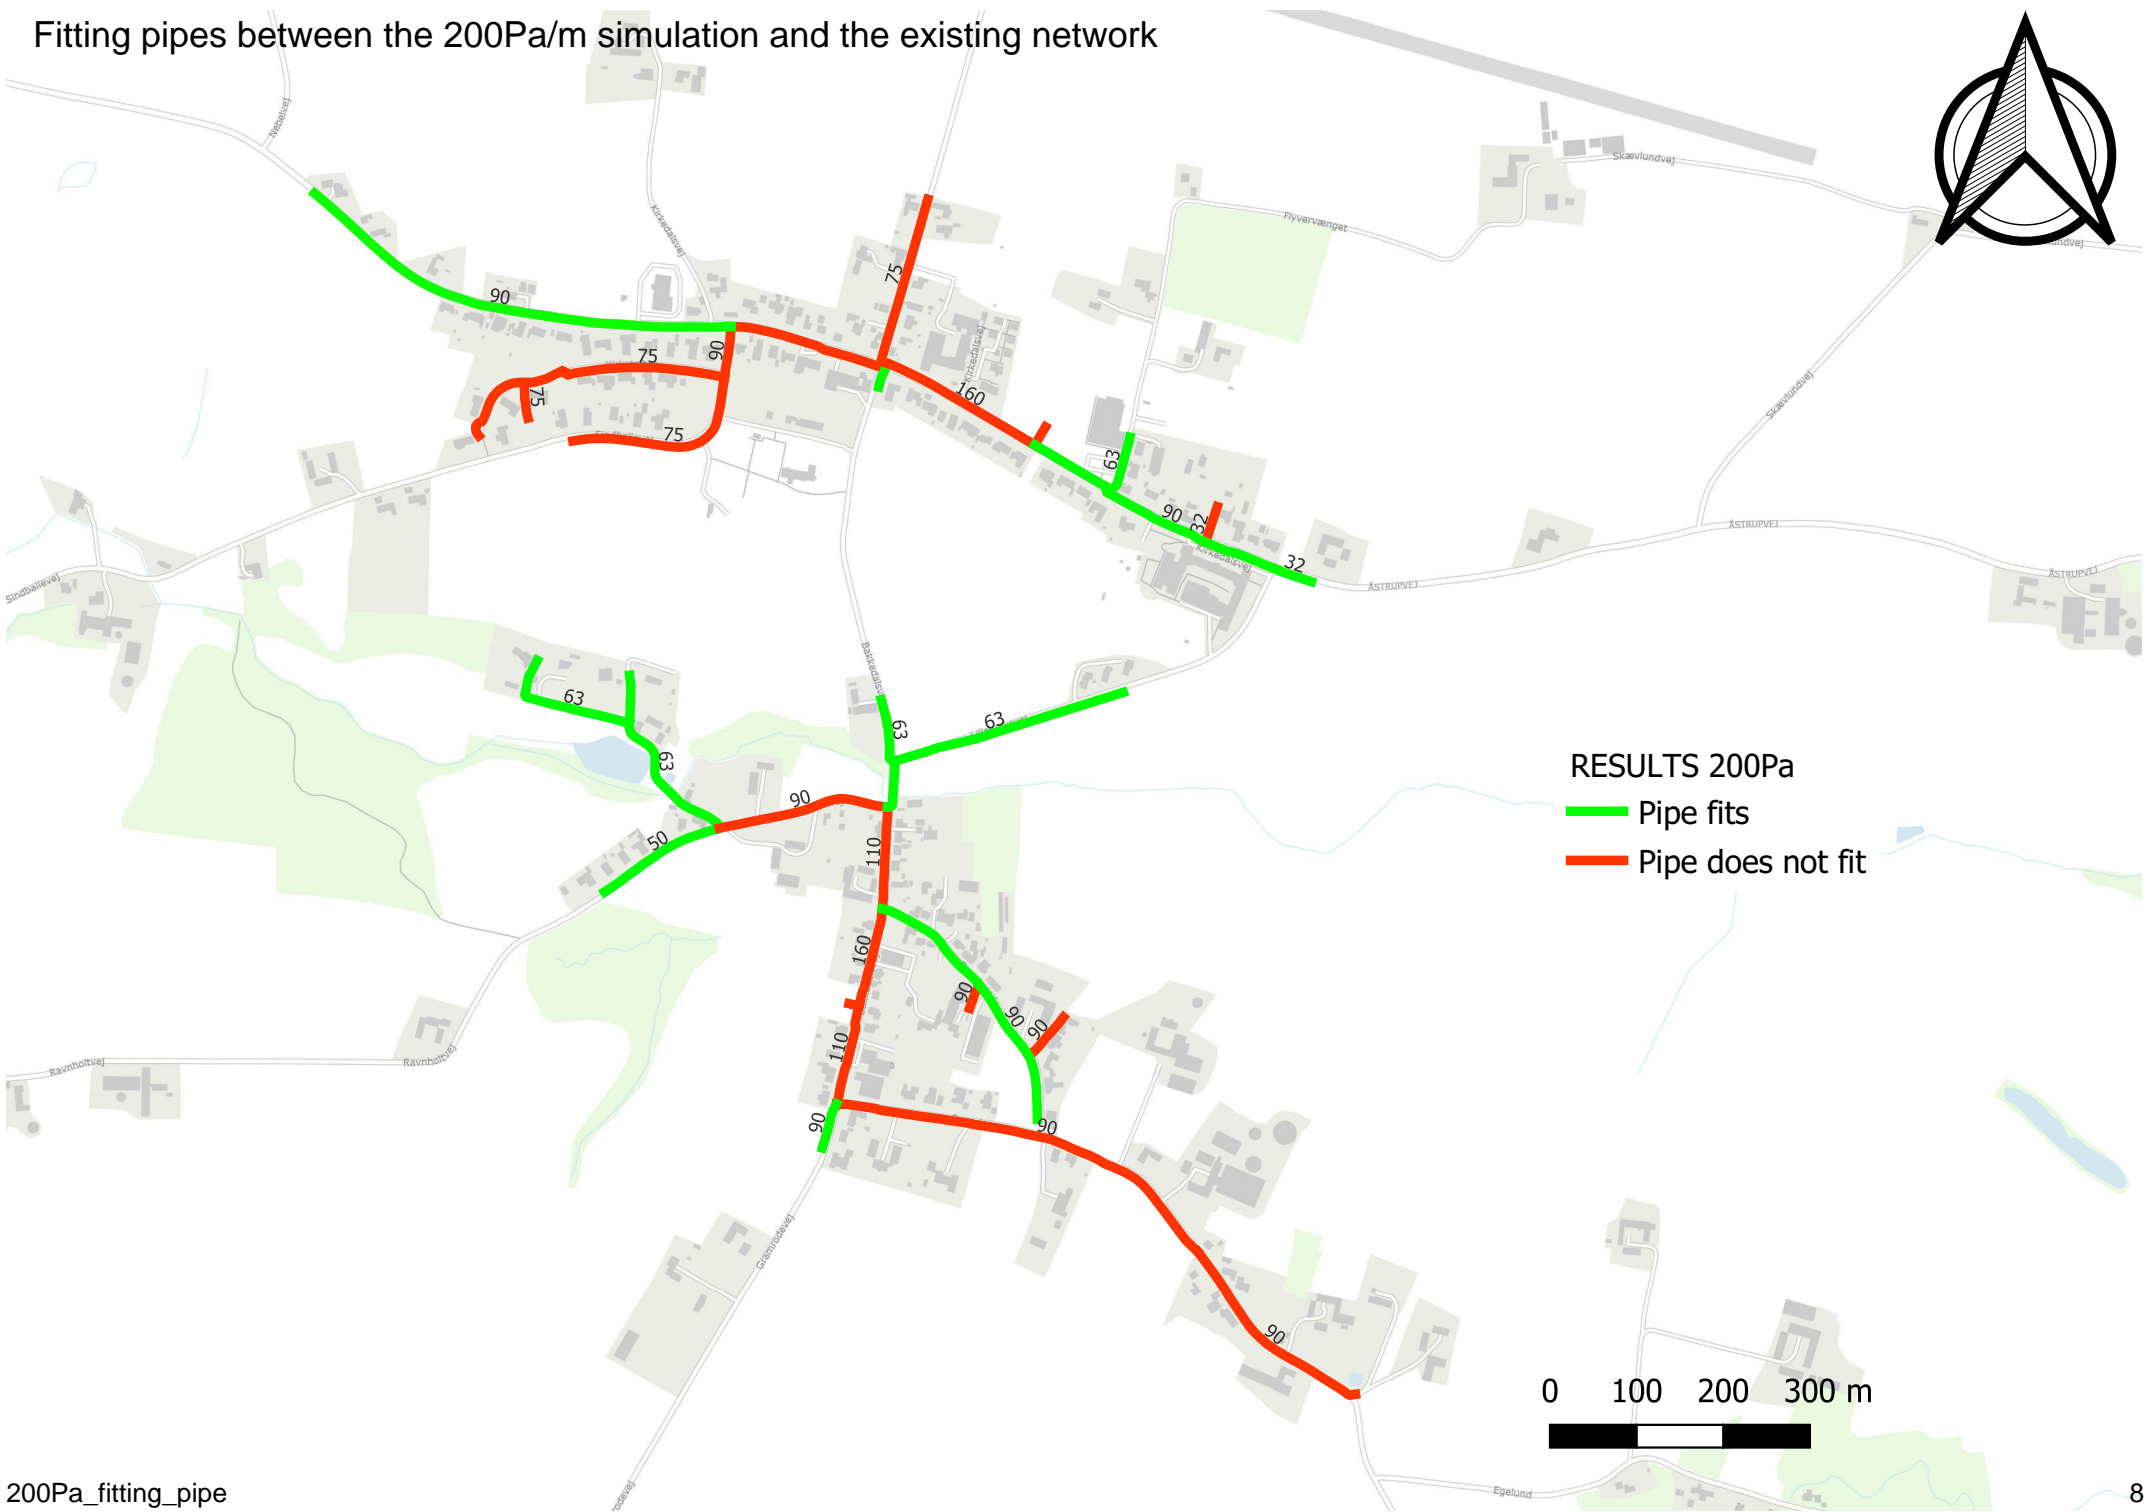 Fitting pipes between the 200Pa/m simulation and the existing network
Nebelvej
Skævlundvej
Kirkedalsvej
Flyvervænget
75
90
90
75
Kirkedalsvej
160
75
75
Skævlundvej
63
90
32
Kirkedalsvej
32
ÅSTRUPVEJ
ÅSTRUPVEJ
ÅSTRUPVEJ
Sindballevej
63
63
63
63
RESULTS 200Pa
90
Pipe fits
50
110
Pipe does not fit
160
90
90
90
110
Ravnholtvej
Ravnholtvej
90
90
Gramrodevej
90
0 100 200 300 m
Egelund
200Pa_fitting_pipe
8